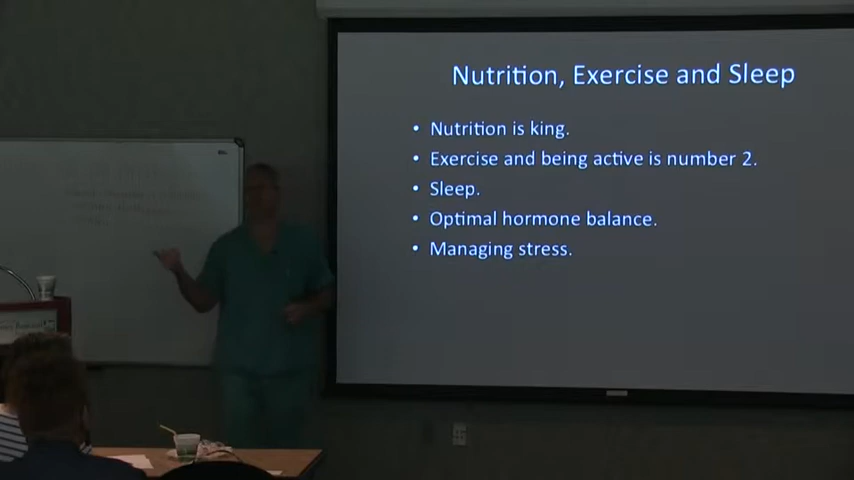 Nutrition, Exercise and Sleep
• Nutrition is king.
• Exercise and being active is number 2.
• Sleep.
• Optimal hormone balance.
• Managing stress.